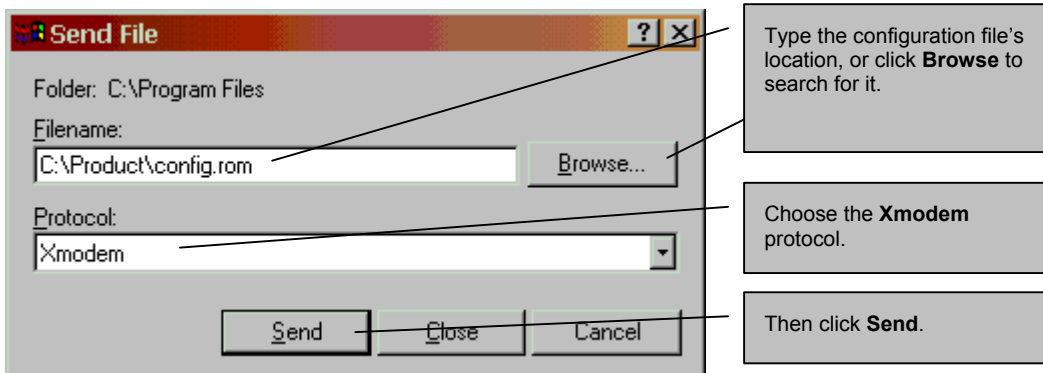 Send File
Folder: C:\Program Files
Filename:
C:\Product\config.rom
Browse...
Protocol:
Xmodem
Send
Close
Cancel
Type the configuration file's
location, or click Browse to
search for it.
Choose the Xmodem
protocol.
Then click Send.